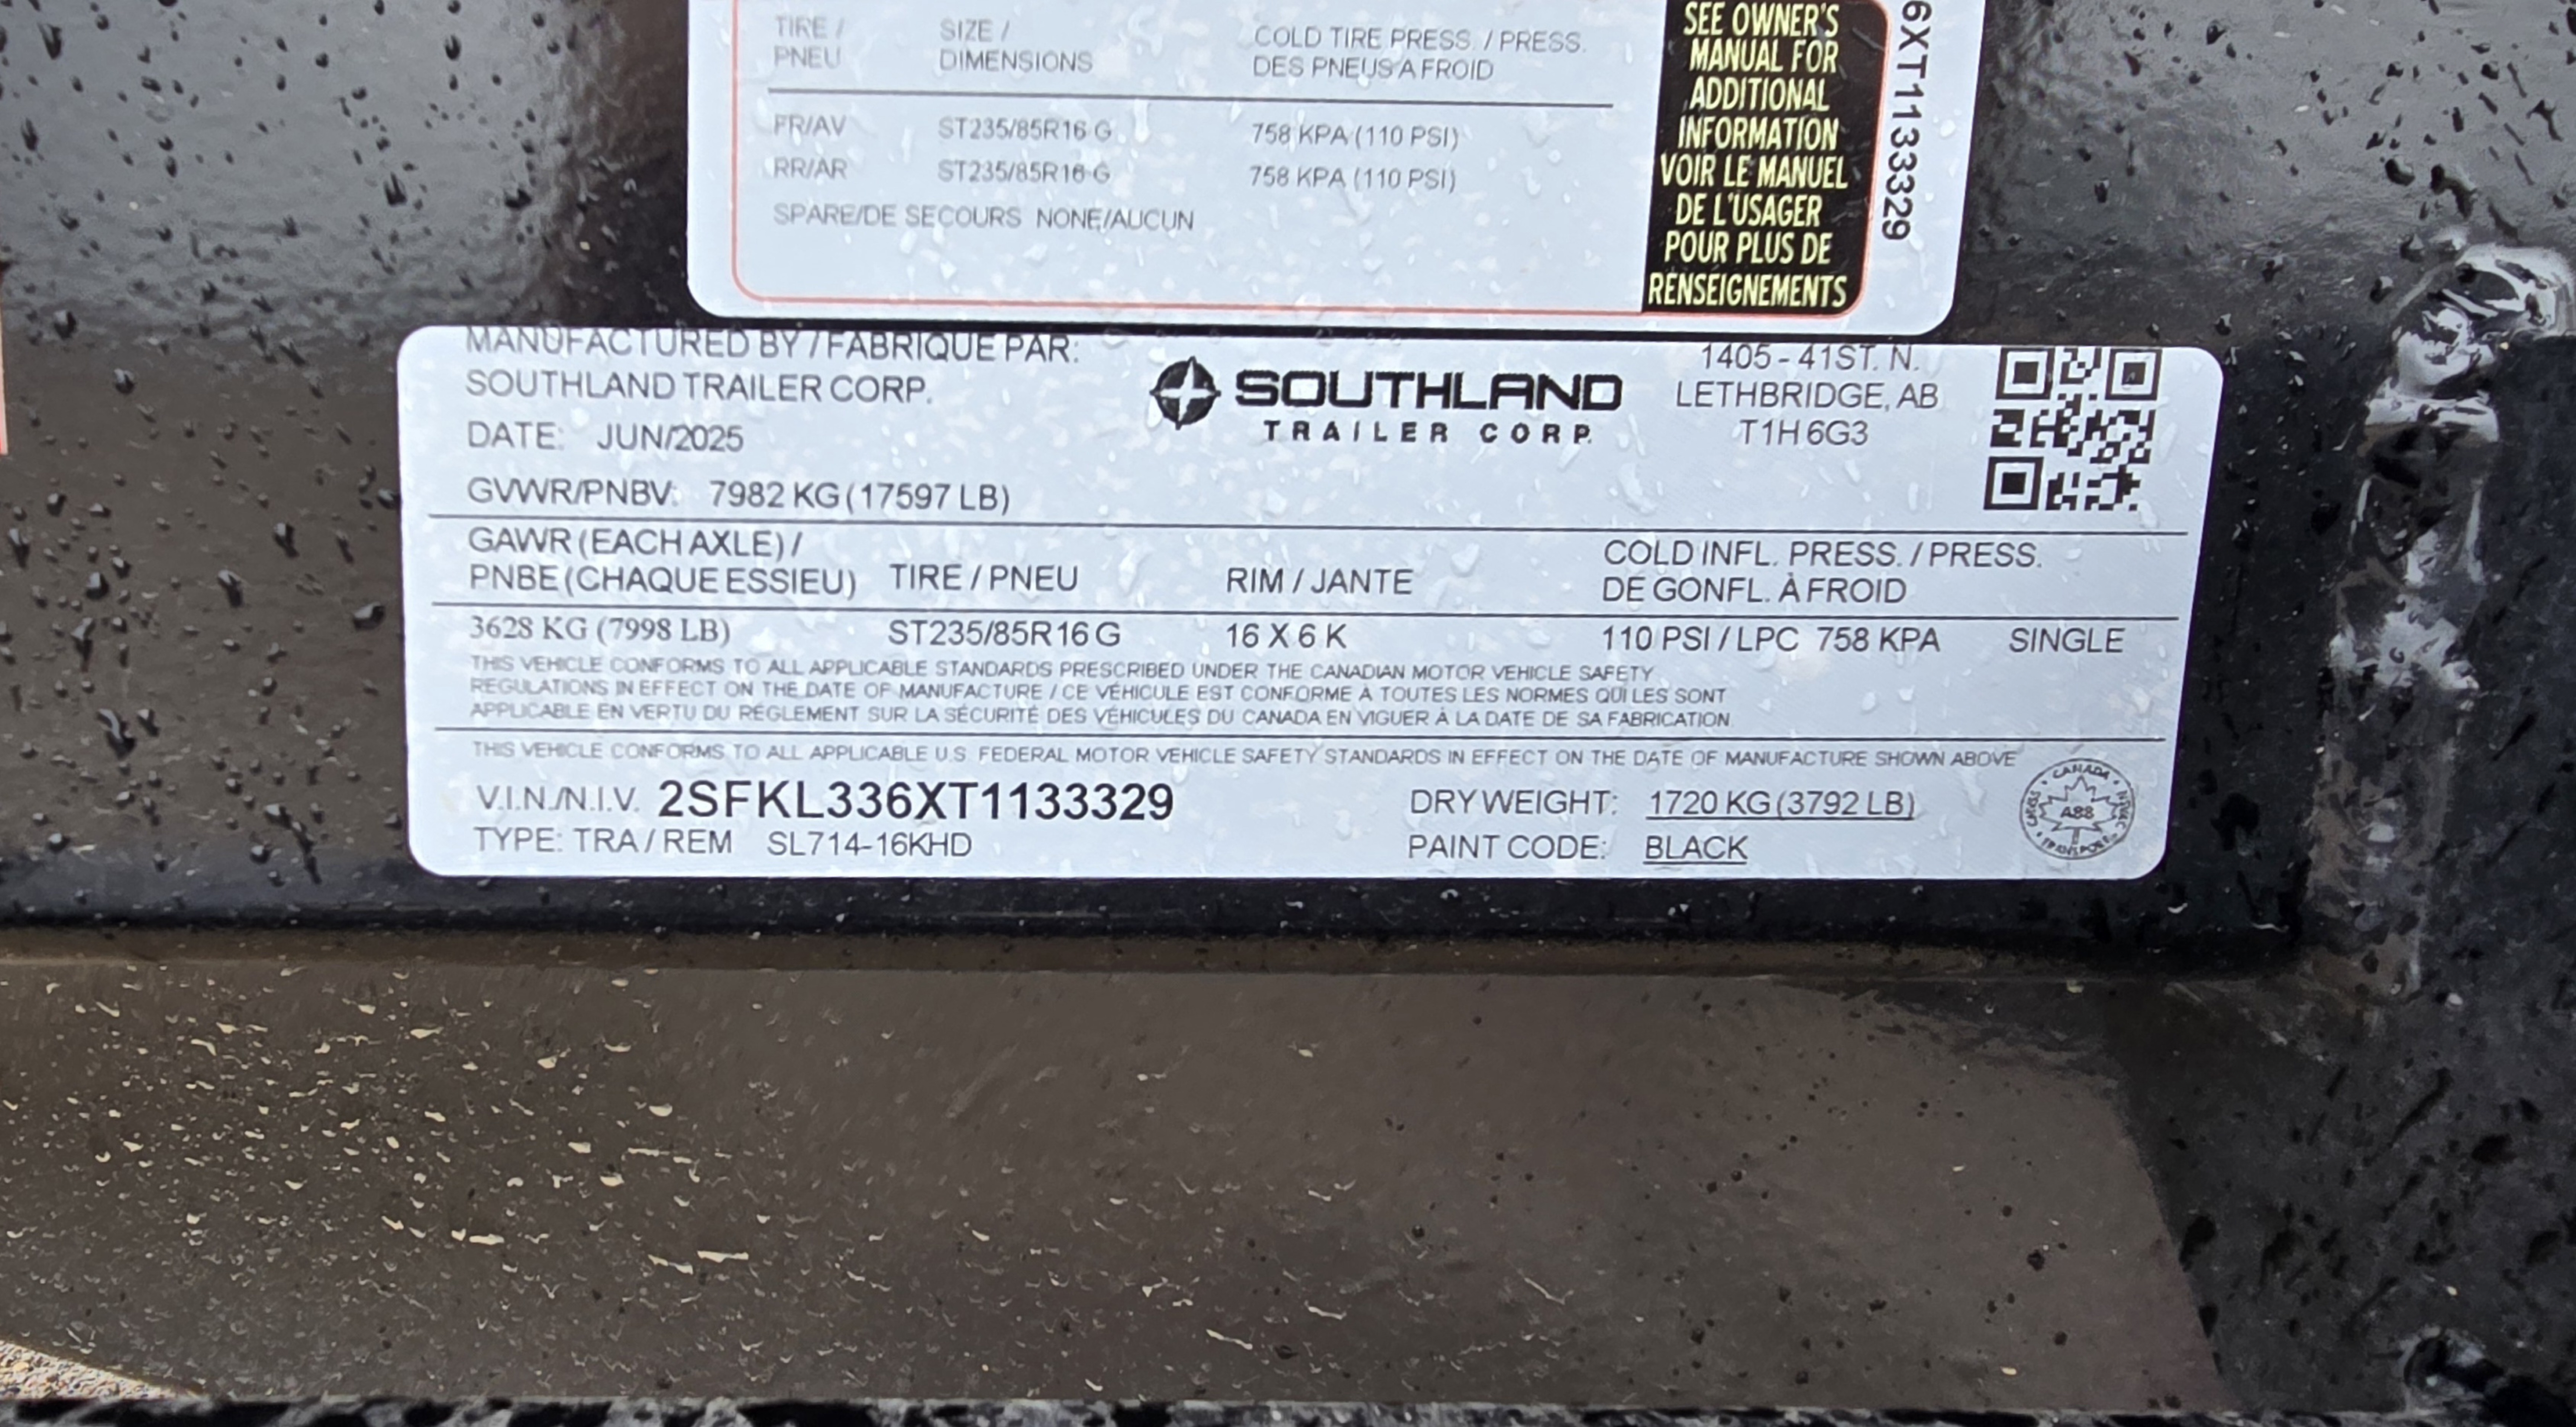 TIRE / PNEU SIZE / DIMENSIONS COLD TIRE PRESS. / PRESS. DES PNEUS A FROID
FR/AV ST235/85R16 G 758 KPA (110 PSI)
RR/AR ST235/85R16 G 758 KPA (110 PSI)
SPARE/DE SECOURS NONE/AUCUN
SEE OWNER'S
MANUAL FOR
ADDITIONAL
INFORMATION
VOIR LE MANUEL
DE L'USAGER
POUR PLUS DE
RENSEIGNEMENTS
6XT1133329
MANUFACTURED BY / FABRIQUE PAR:
SOUTHLAND TRAILER CORP.
DATE: JUN/2025
GVWR/PNBV: 7982 KG (17597 LB)
SOUTHLAND
TRAILER CORP.
1405 - 41ST. N.
LETHBRIDGE, AB
T1H 6G3
GAWR (EACH AXLE) /
PNBE (CHAQUE ESSIEU) TIRE / PNEU RIM / JANTE COLD INFL. PRESS. / PRESS. DE GONFL. À FROID
3628 KG (7998 LB) ST235/85R16 G 16 X 6 K 110 PSI / LPC 758 KPA SINGLE
THIS VEHICLE CONFORMS TO ALL APPLICABLE STANDARDS PRESCRIBED UNDER THE CANADIAN MOTOR VEHICLE SAFETY
REGULATIONS IN EFFECT ON THE DATE OF MANUFACTURE / CE VÉHICULE EST CONFORME À TOUTES LES NORMES QUI LES SONT
APPLICABLE EN VERTU DU RÉGLEMENT SUR LA SÉCURITÉ DES VÉHICULES DU CANADA EN VIGUER À LA DATE DE SA FABRICATION.
THIS VEHICLE CONFORMS TO ALL APPLICABLE U.S. FEDERAL MOTOR VEHICLE SAFETY STANDARDS IN EFFECT ON THE DATE OF MANUFACTURE SHOWN ABOVE
V.I.N./N.I.V. 2SFKL336XT1133329 DRY WEIGHT: 1720 KG (3792 LB)
TYPE: TRA / REM SL714-16KHD PAINT CODE: BLACK
CANADA
A88
TRANSPORT